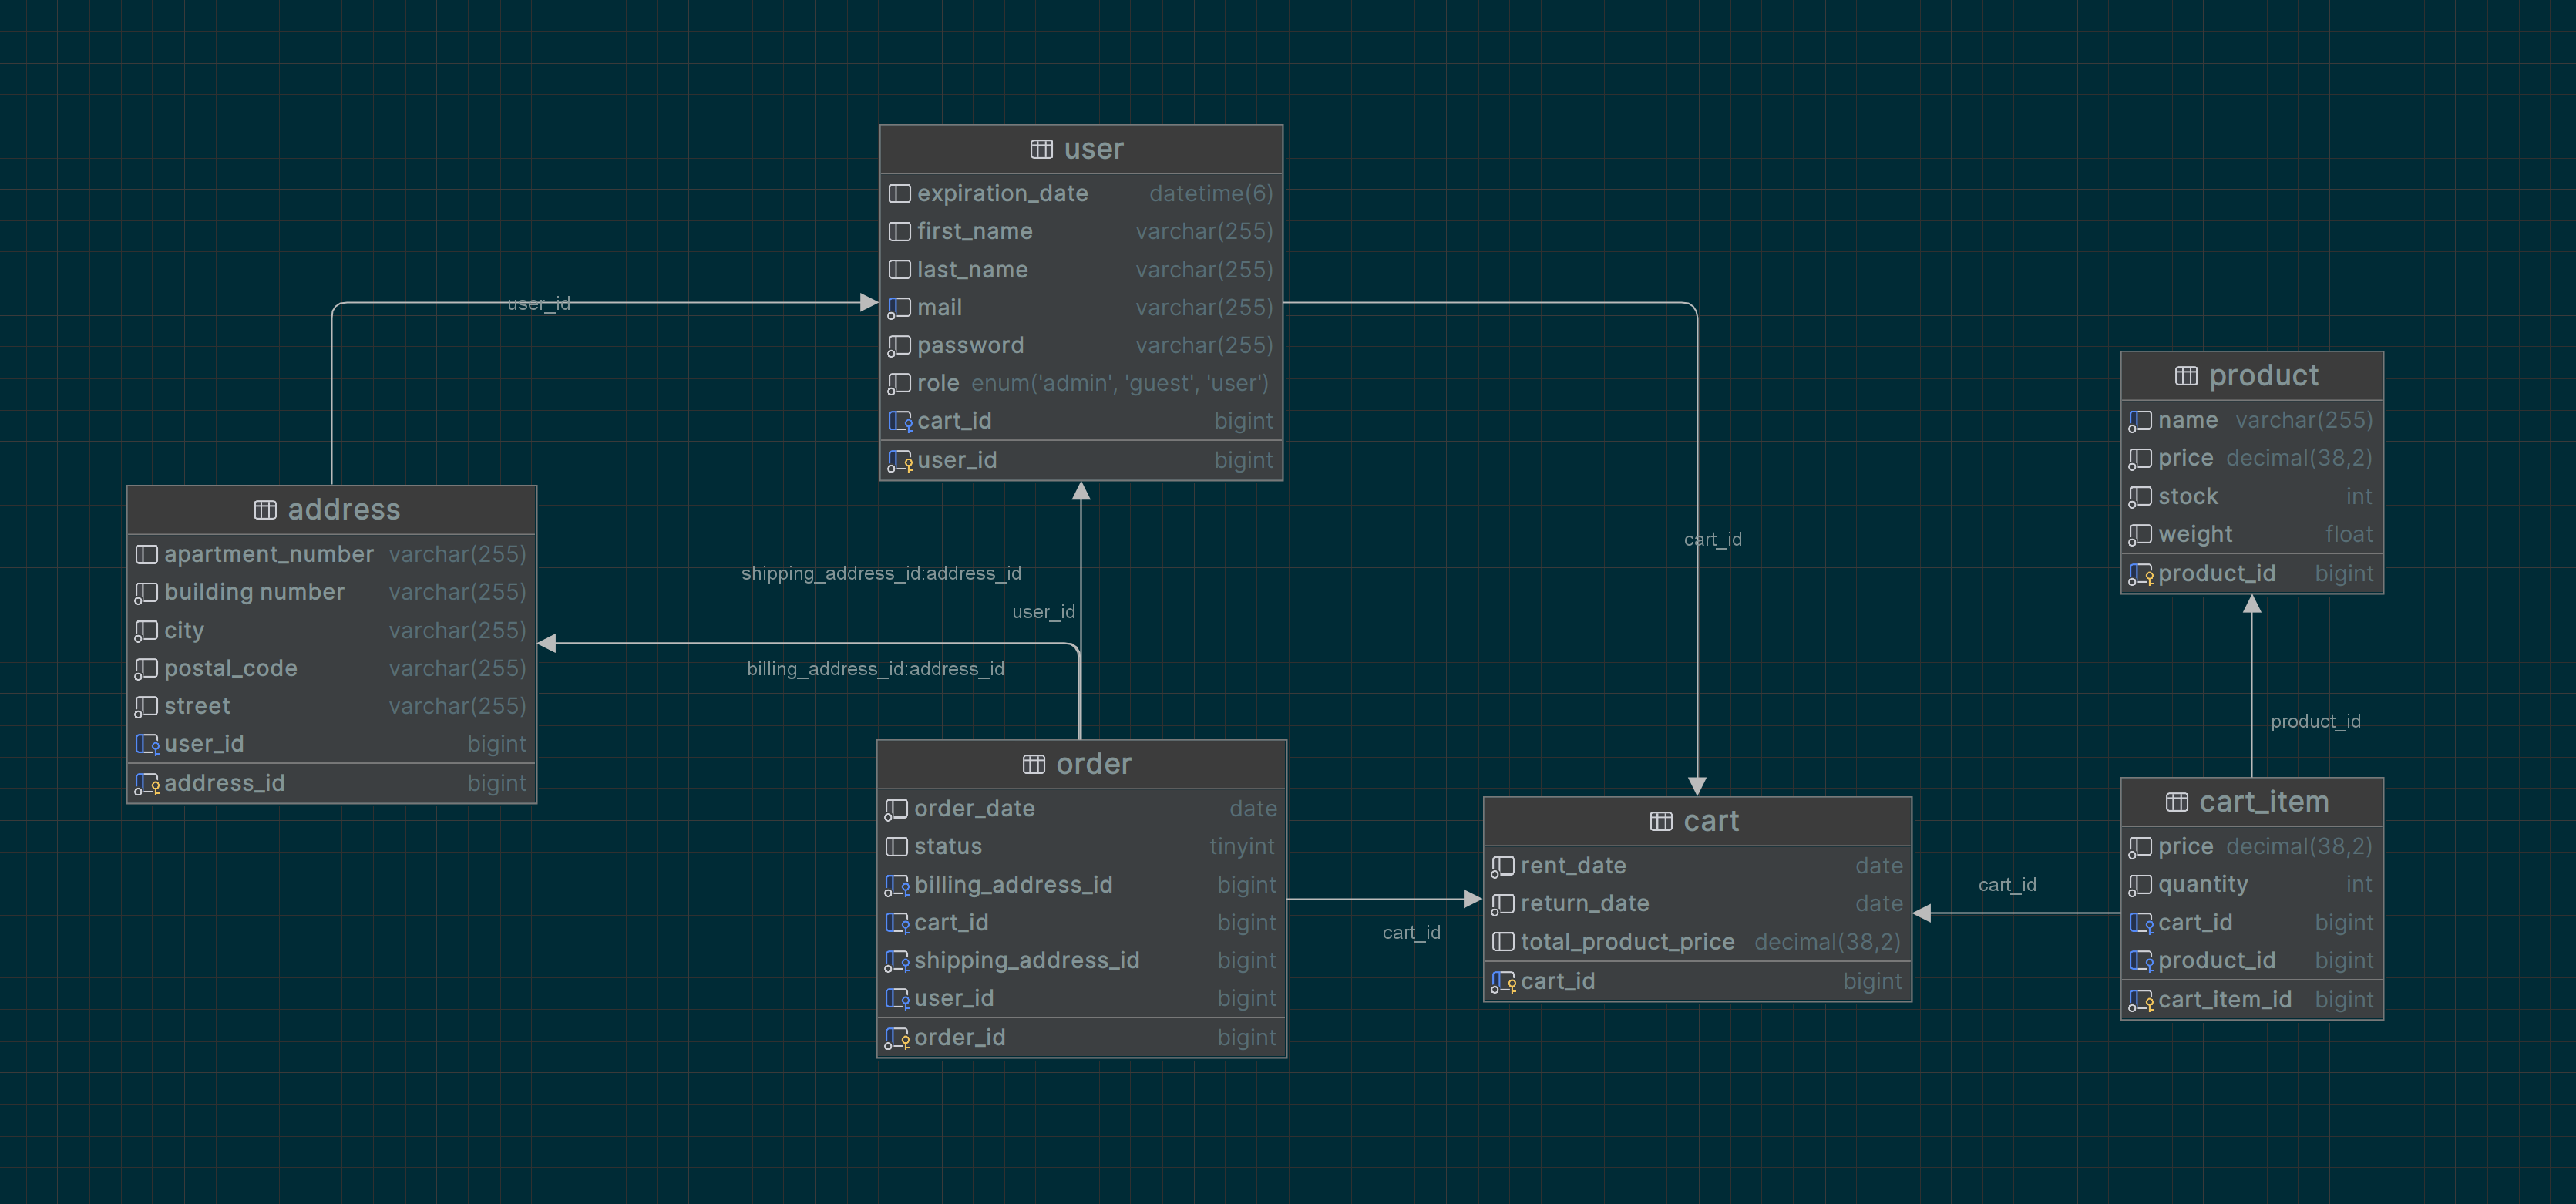 user
expiration_date datetime(6)
first_name varchar(255)
last_name varchar(255)
mail varchar(255)
password varchar(255)
role enum('admin', 'guest', 'user')
cart_id bigint
user_id bigint
user_id
address
apartment_number varchar(255)
building number varchar(255)
city varchar(255)
postal_code varchar(255)
street varchar(255)
user_id bigint
address_id bigint
shipping_address_id:address_id
user_id
billing_address_id:address_id
order
order_date date
status tinyint
billing_address_id bigint
cart_id bigint
shipping_address_id bigint
user_id bigint
order_id bigint
cart_id
cart_id
cart
rent_date date
return_date date
total_product_price decimal(38,2)
cart_id bigint
cart_id
product
name varchar(255)
price decimal(38,2)
stock int
weight float
product_id bigint
product_id
cart_item
price decimal(38,2)
quantity int
cart_id bigint
product_id bigint
cart_item_id bigint